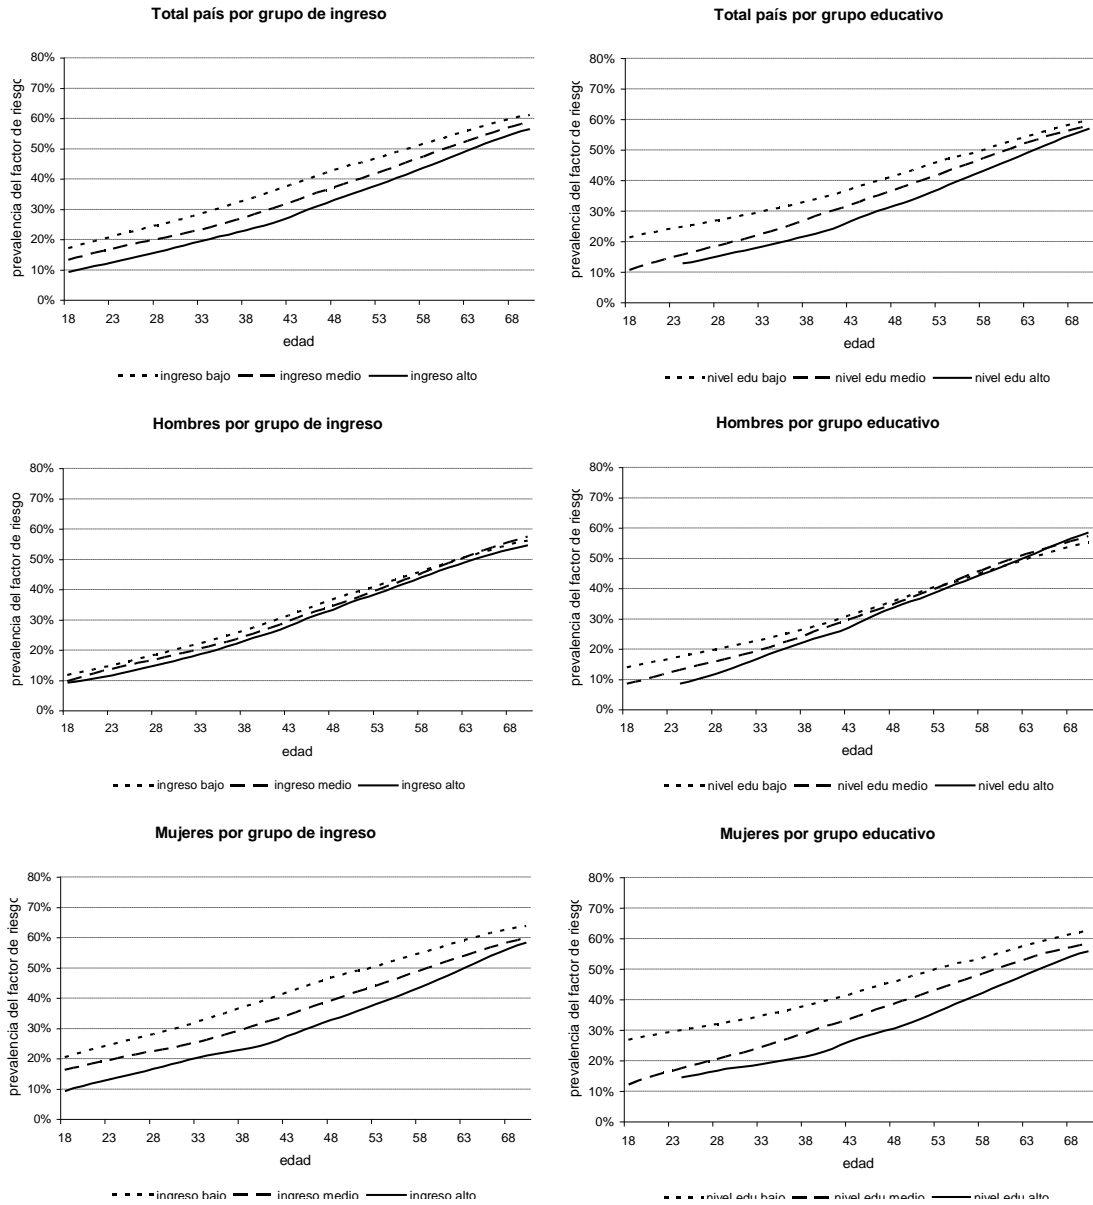 Total país por grupo de ingreso
prevalencia del factor de riesgo
80%
70%
60%
50%
40%
30%
20%
10%
0%
18 23 28 33 38 43 48 53 58 63 68
edad
ingreso bajo ingreso medio ingreso alto
Total país por grupo educativo
prevalencia del factor de riesgo
80%
70%
60%
50%
40%
30%
20%
10%
0%
18 23 28 33 38 43 48 53 58 63 68
edad
nivel edu bajo nivel edu medio nivel edu alto
Hombres por grupo de ingreso
prevalencia del factor de riesgo
80%
70%
60%
50%
40%
30%
20%
10%
0%
18 23 28 33 38 43 48 53 58 63 68
edad
ingreso bajo ingreso medio ingreso alto
Hombres por grupo educativo
prevalencia del factor de riesgo
80%
70%
60%
50%
40%
30%
20%
10%
0%
18 23 28 33 38 43 48 53 58 63 68
edad
nivel edu bajo nivel edu medio nivel edu alto
Mujeres por grupo de ingreso
prevalencia del factor de riesgo
80%
70%
60%
50%
40%
30%
20%
10%
0%
18 23 28 33 38 43 48 53 58 63 68
edad
ingreso bajo ingreso medio ingreso alto
Mujeres por grupo educativo
prevalencia del factor de riesgo
80%
70%
60%
50%
40%
30%
20%
10%
0%
18 23 28 33 38 43 48 53 58 63 68
edad
nivel edu bajo nivel edu medio nivel edu alto